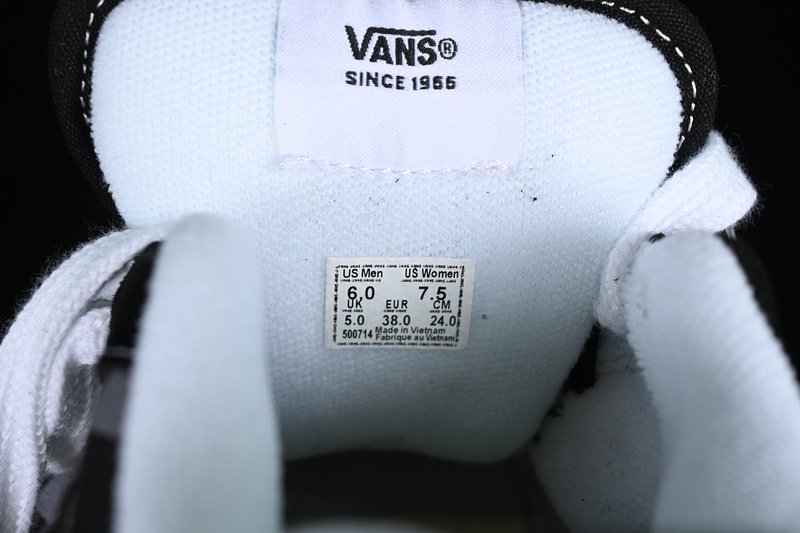 VANS®
SINCE 1966
US Men US Women
6.0 7.5
UK EUR CM
5.0 38.0 24.0
500714 Made in Vietnam
Fabrique au Vietnam